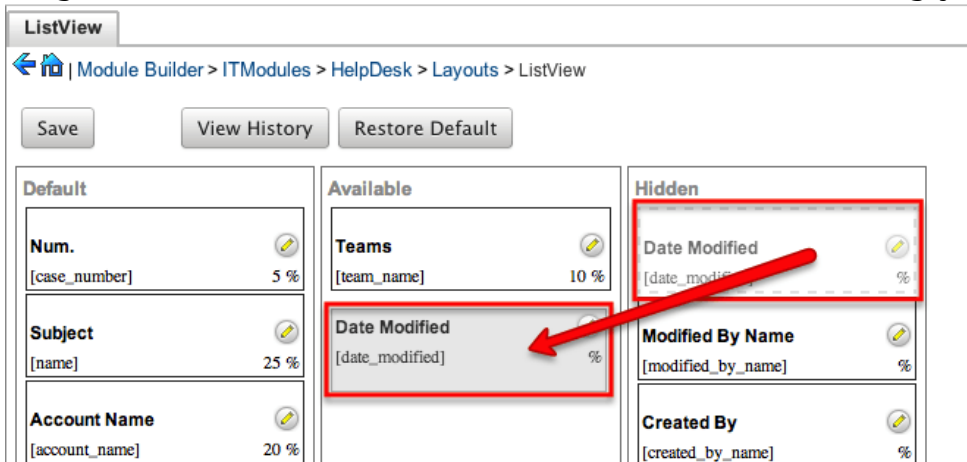 ListView
| Module Builder > ITModules > HelpDesk > Layouts > ListView
Save View History Restore Default
Default
Num.
[case_number] 5 %
Subject
[name] 25 %
Account Name
[account_name] 20 %
Available
Teams
[team_name] 10 %
Date Modified
[date_modified] %
Hidden
Date Modified
%
Modified By Name
[modified_by_name] %
Created By
[created_by_name] %